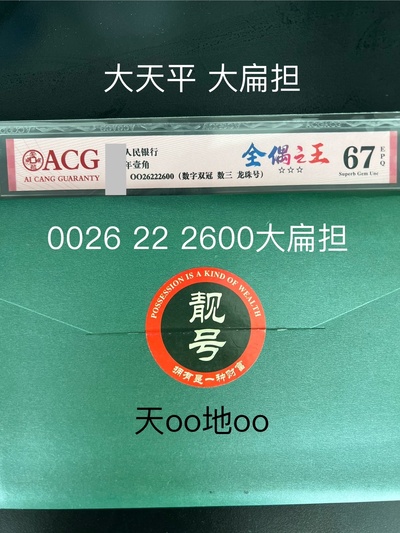 大天平 大扁担
ACG
AI CANG GUARANTY
人民银行
年壹角
OO26222600（数字双冠 数三 龙珠号）
全偶之王
☆☆☆
67
EPQ
Superb Gem Unc
0026 22 2600大扁担
POSSESSION IS A KIND OF WEALTH
靓号
拥有是一种财富
天oo地oo